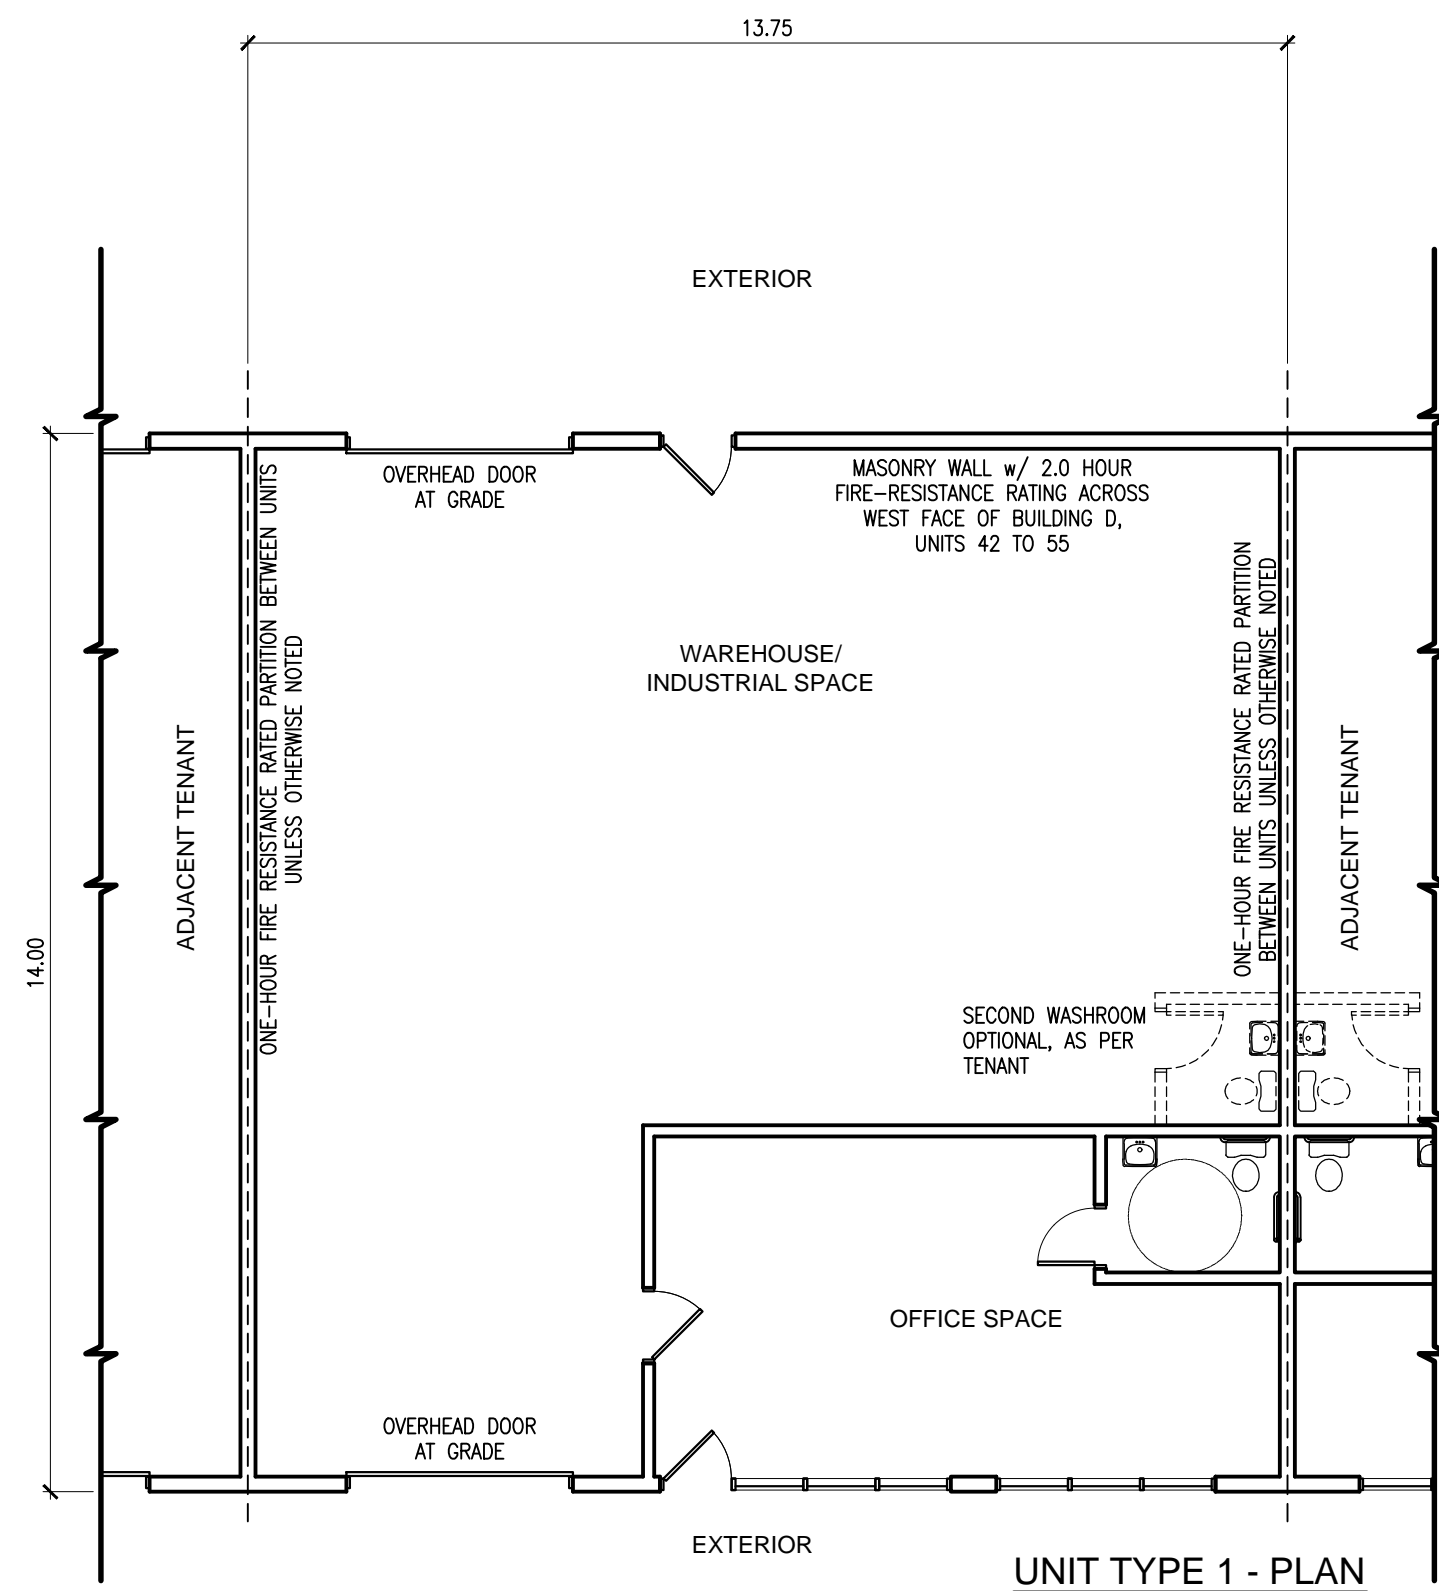 13.75
EXTERIOR
OVERHEAD DOOR
AT GRADE
MASONRY WALL w/ 2.0 HOUR
FIRE-RESISTANCE RATING ACROSS
WEST FACE OF BUILDING D,
UNITS 42 TO 55
ONE-HOUR FIRE RESISTANCE RATED PARTITION BETWEEN UNITS
UNLESS OTHERWISE NOTED
ONE-HOUR FIRE RESISTANCE RATED PARTITION
BETWEEN UNITS UNLESS OTHERWISE NOTED
WAREHOUSE/
INDUSTRIAL SPACE
ADJACENT TENANT
ADJACENT TENANT
14.00
SECOND WASHROOM
OPTIONAL, AS PER
TENANT
OFFICE SPACE
OVERHEAD DOOR
AT GRADE
EXTERIOR
UNIT TYPE 1 - PLAN